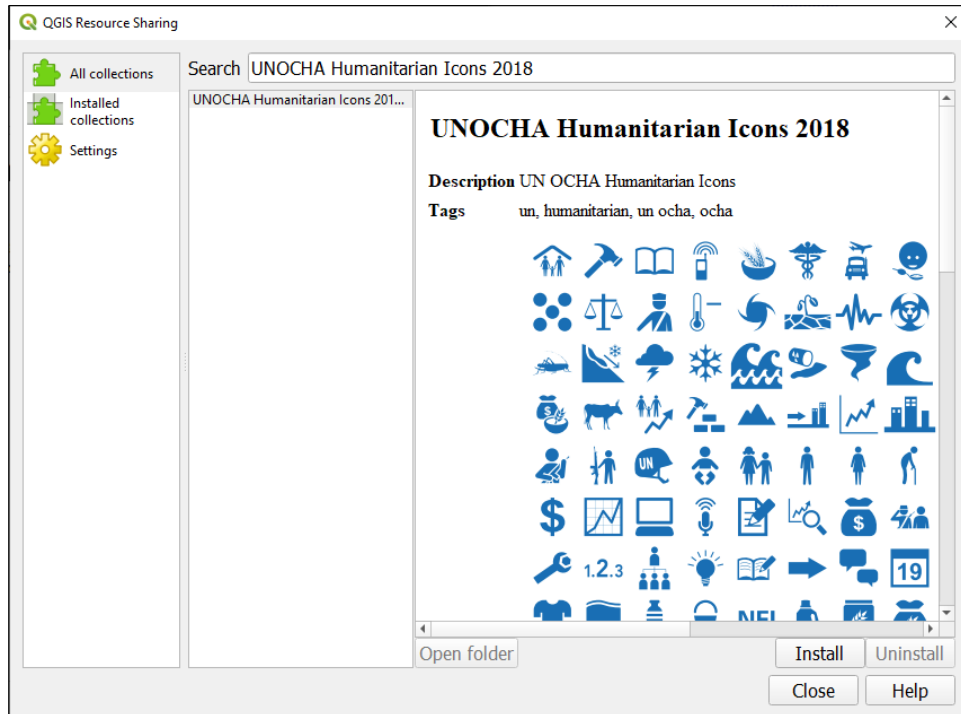 QGIS Resource Sharing
All collections
Installed
collections
Settings
Search UNOCHA Humanitarian Icons 2018
UNOCHA Humanitarian Icons 201...
UNOCHA Humanitarian Icons 2018
Description UN OCHA Humanitarian Icons
Tags un, humanitarian, un ocha, ocha
$
UN
$
$
1.2.3
19
NFI
Open folder
Install
Uninstall
Close
Help